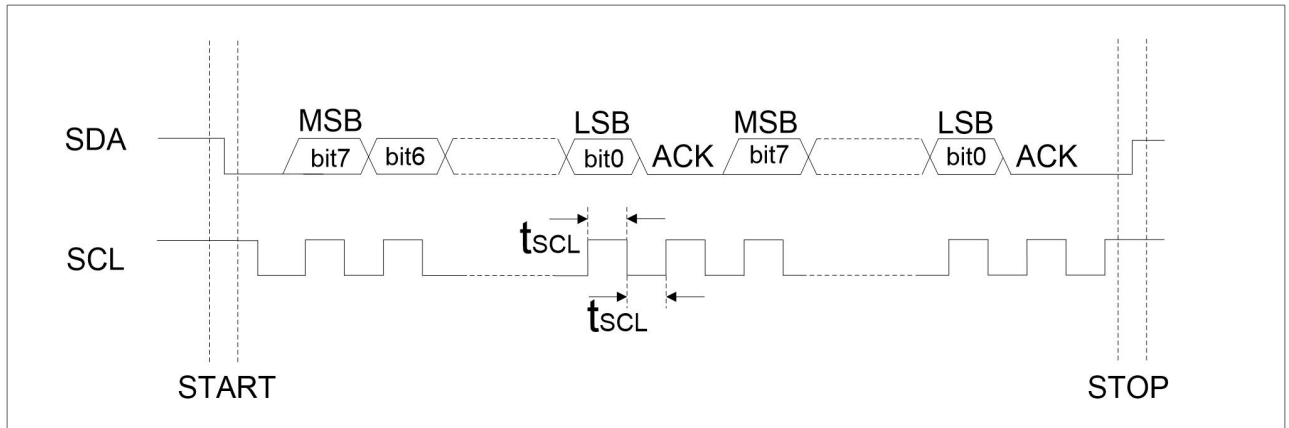 MSB LSB MSB LSB
SDA bit7 bit6 bit0 ACK bit7 bit0 ACK
tSCL
SCL
tSCL
START STOP